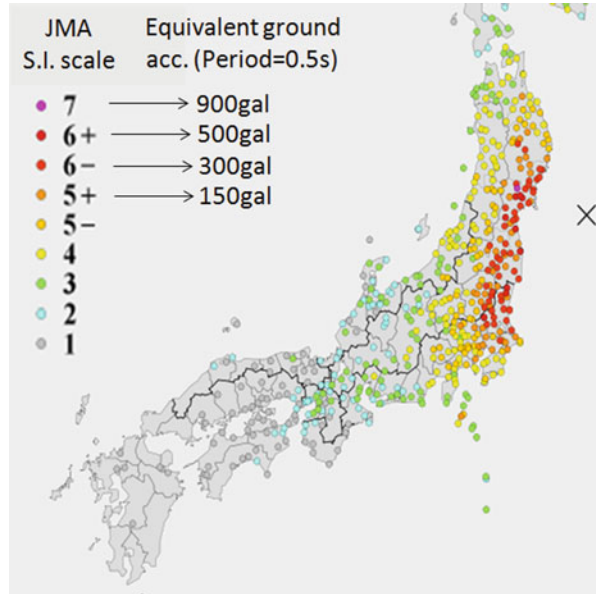 JMA Equivalent ground
S.I. scale acc. (Period=0.5s)
7 900gal
6+ 500gal
6- 300gal
5+ 150gal
5-
4
3
2
1